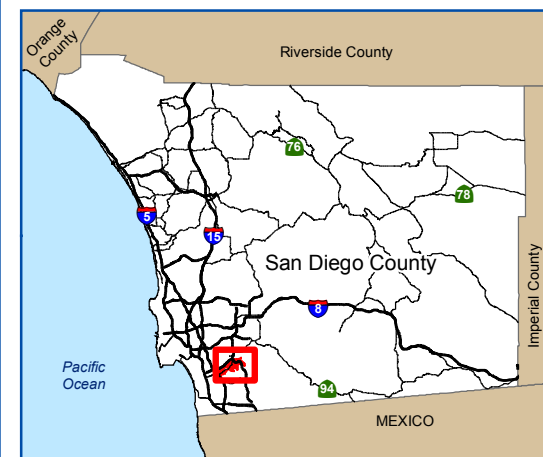 Orange
County
Riverside County
76
78
5
15
San Diego County
Imperial County
8
Pacific
Ocean
94
MEXICO